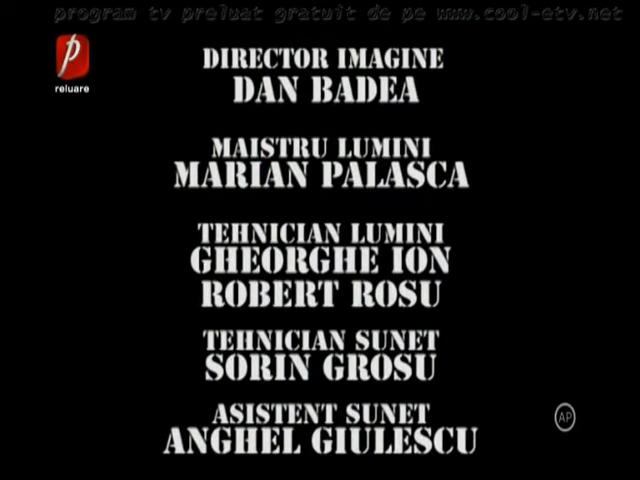 program tv preluat gratuit de pe www.cool-etv.net
p
reluare
DIRECTOR IMAGINE
DAN BADEA
MAISTRU LUMINI
MARIAN PALASCA
TEHNICIAN LUMINI
GHEORGHE ION
ROBERT ROSU
TEHNICIAN SUNET
SORIN GROSU
ASISTENT SUNET
ANGHEL GIULESCU
AP